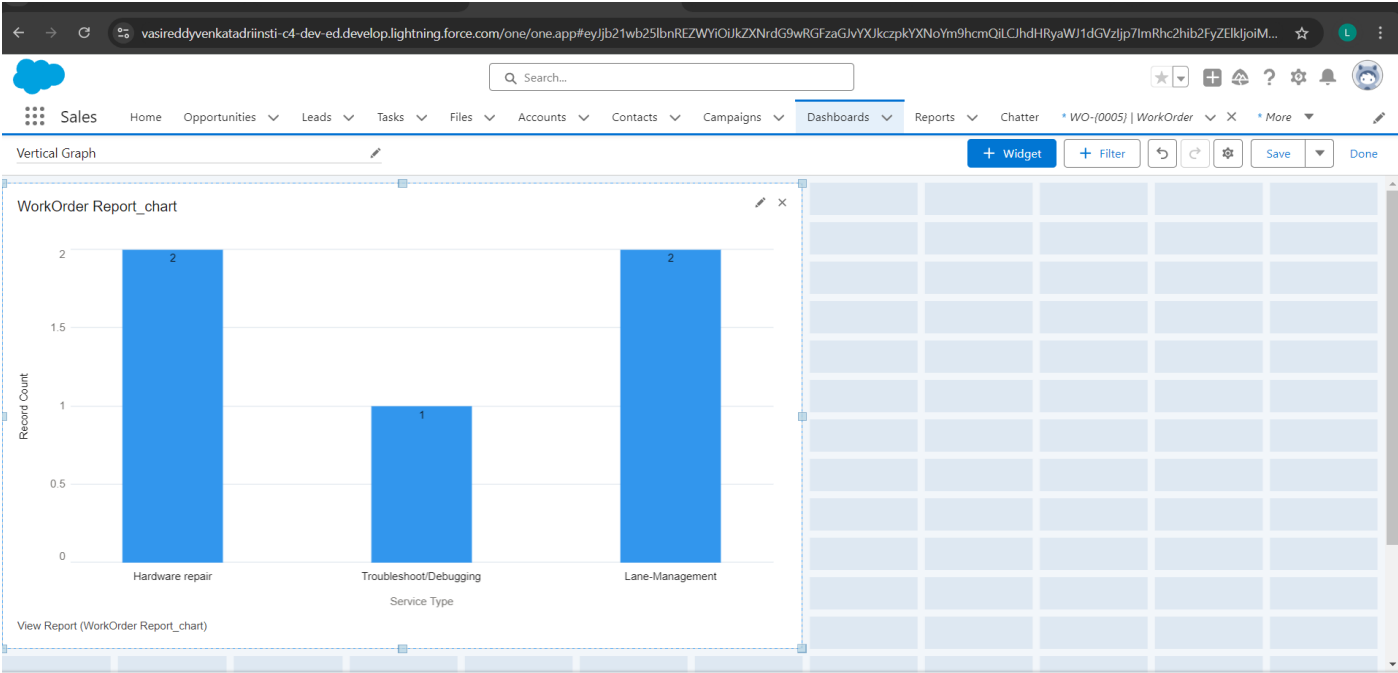 vasireddyvenkatadriinsti-c4-dev-ed.develop.lightning.force.com/one/one.app#eyJjb21wb25lbnREZWYiOiJkZXNrdG9wRGFzaGJvYXJkczpkYXNoYm9hcmQiLCJhdHRyaWJ1dGVzIjp7ImRhc2hib2FyZElkIjoiM... L
Search...
Sales Home Opportunities Leads Tasks Files Accounts Contacts Campaigns Dashboards Reports Chatter * WO-(0005) | WorkOrder * More
Vertical Graph + Widget + Filter Save Done
WorkOrder Report_chart
2
1.5
1
0.5
0
Record Count
2
1
2
Hardware repair Troubleshoot/Debugging Lane-Management
Service Type
View Report (WorkOrder Report_chart)